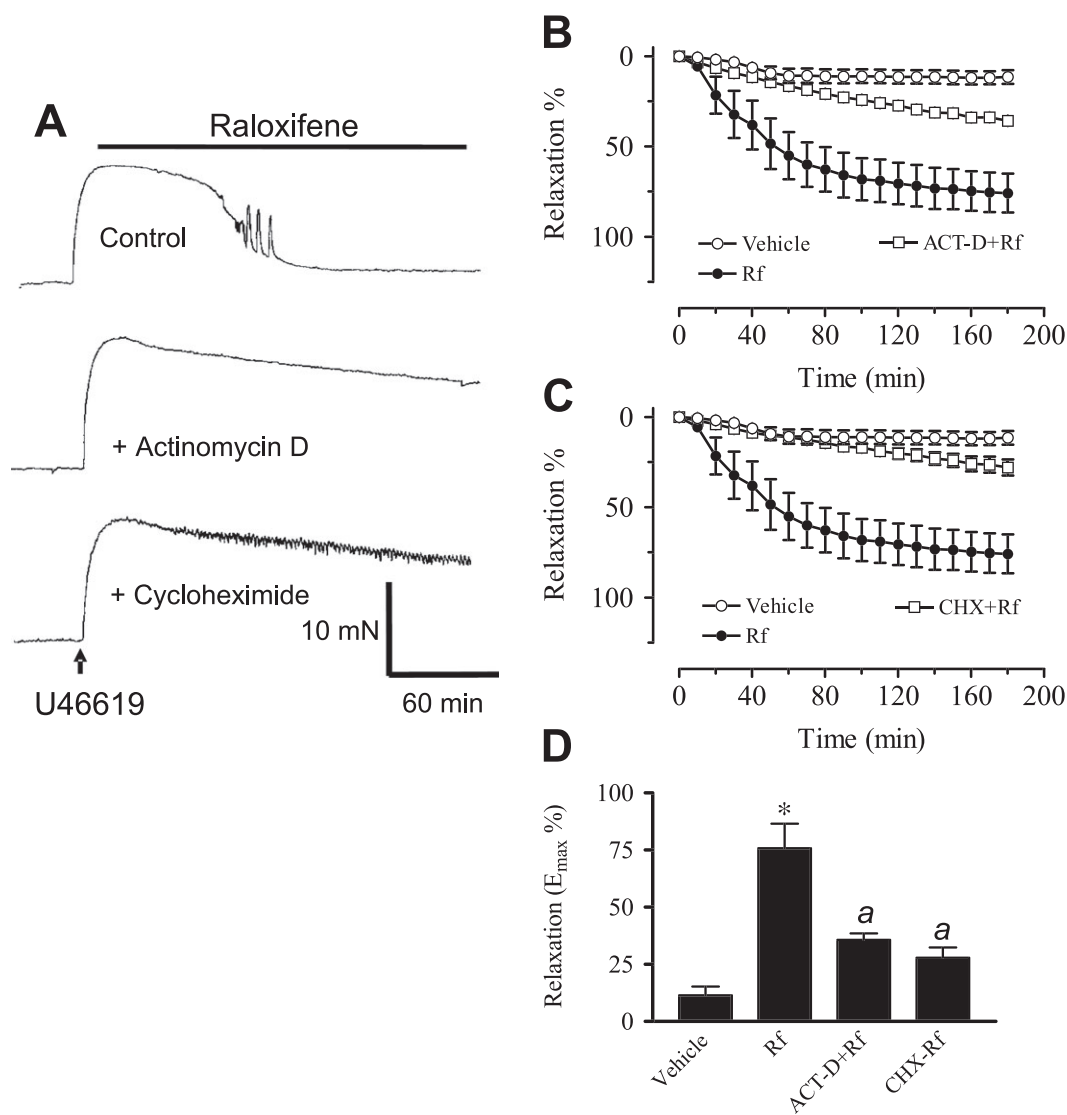 A
Raloxifene
Control
+ Actinomycin D
+ Cycloheximide
10 mN
60 min
U46619
B
Relaxation %
0
50
100
Vehicle
ACT-D+Rf
Rf
0 40 80 120 160 200
Time (min)
C
Relaxation %
0
50
100
Vehicle
CHX+Rf
Rf
0 40 80 120 160 200
Time (min)
D
Relaxation (Emax %)
100
75
50
25
0
*
a
a
Vehicle
Rf
ACT-D+Rf
CHX-Rf